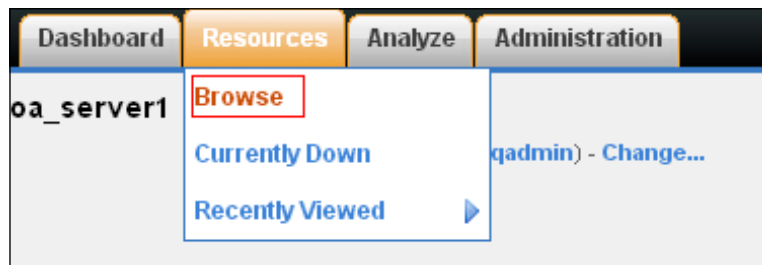 Dashboard Resources Analyze Administration
Browse
oa_server1
Currently Down qadmin) - Change...
Recently Viewed